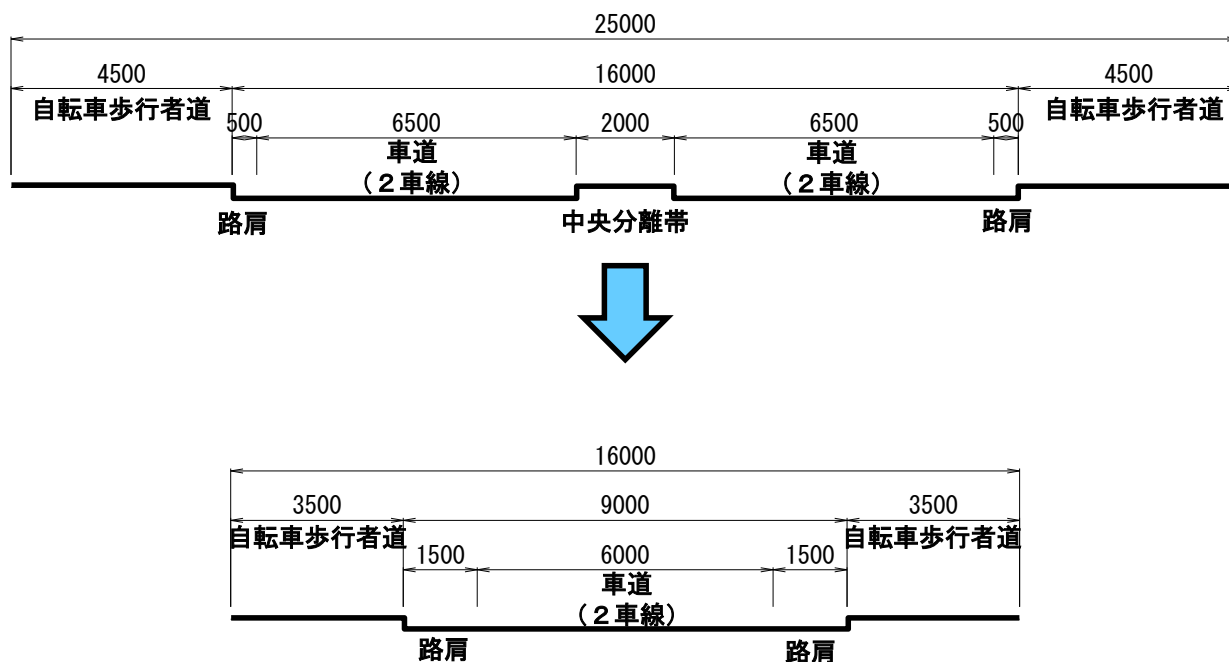 25000
4500 16000 4500
自転車歩行者道 自転車歩行者道
500 6500 2000 6500 500
車道 車道
(２車線) (２車線)
路肩 中央分離帯 路肩
16000
3500 9000 3500
自転車歩行者道 自転車歩行者道
1500 6000 1500
車道
(２車線)
路肩 路肩